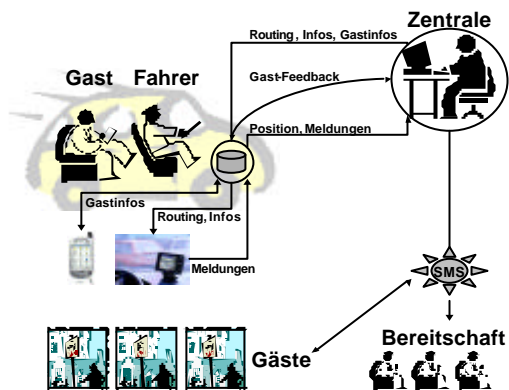 Zentrale
Routing , Infos, Gastinfos
Gast Fahrer
Gast-Feedback
Position, Meldungen
Gastinfos
Routing, Infos
Meldungen
SMS
Bereitschaft
Gäste